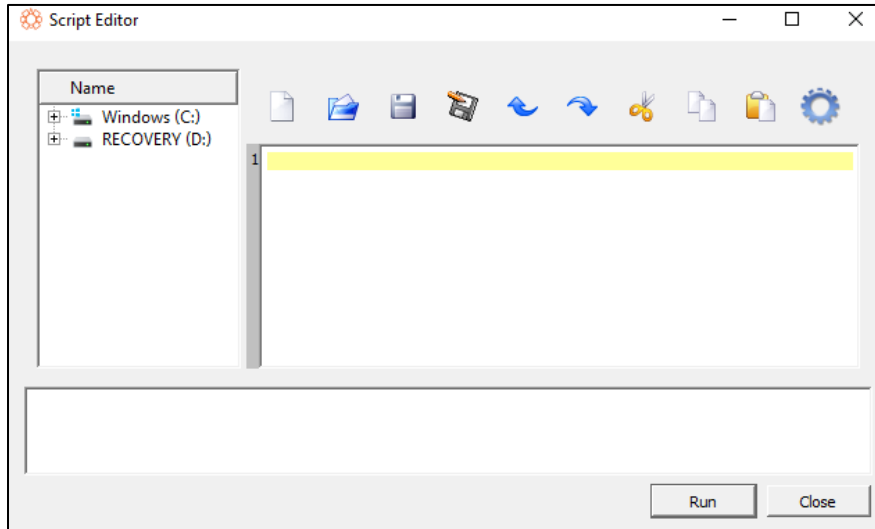 Script Editor
Name
Windows (C:)
RECOVERY (D:)
1
Run
Close